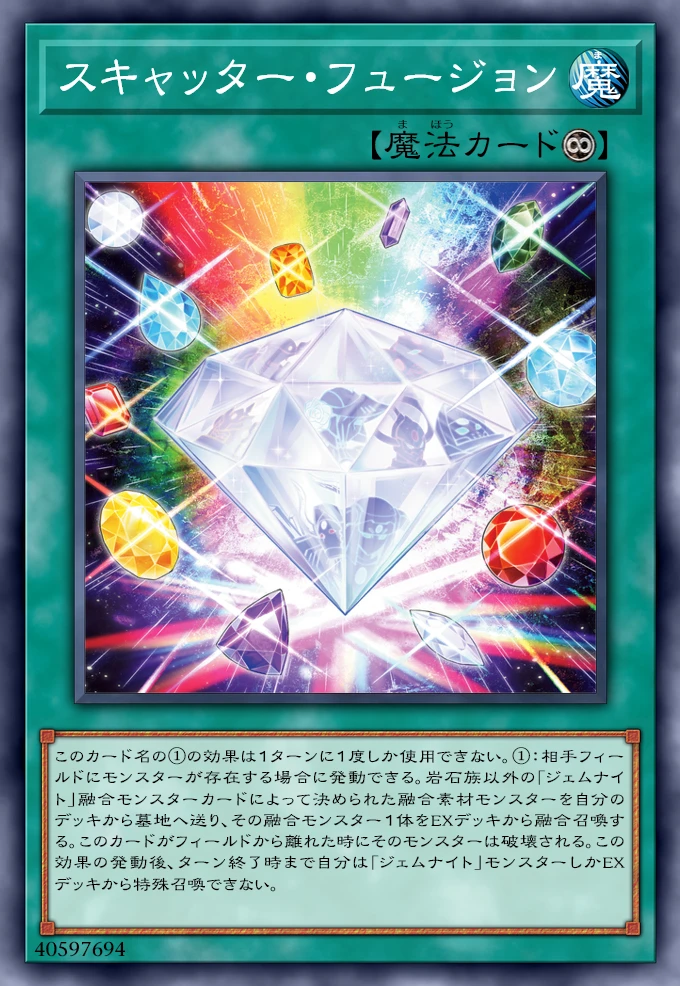 スキャッター・フュージョン 魔
【魔法カード】
このカード名の①の効果は1ターンに1度しか使用できない。①：相手フィー
ルドにモンスターが存在する場合に発動できる。岩石族以外の「ジェムナイ
ト」融合モンスターカードによって決められた融合素材モンスターを自分の
デッキから墓地へ送り、その融合モンスター1体をEXデッキから融合召喚す
る。このカードがフィールドから離れた時にそのモンスターは破壊される。この
効果の発動後、ターン終了時まで自分は「ジェムナイト」モンスターしかEX
デッキから特殊召喚できない。
40597694